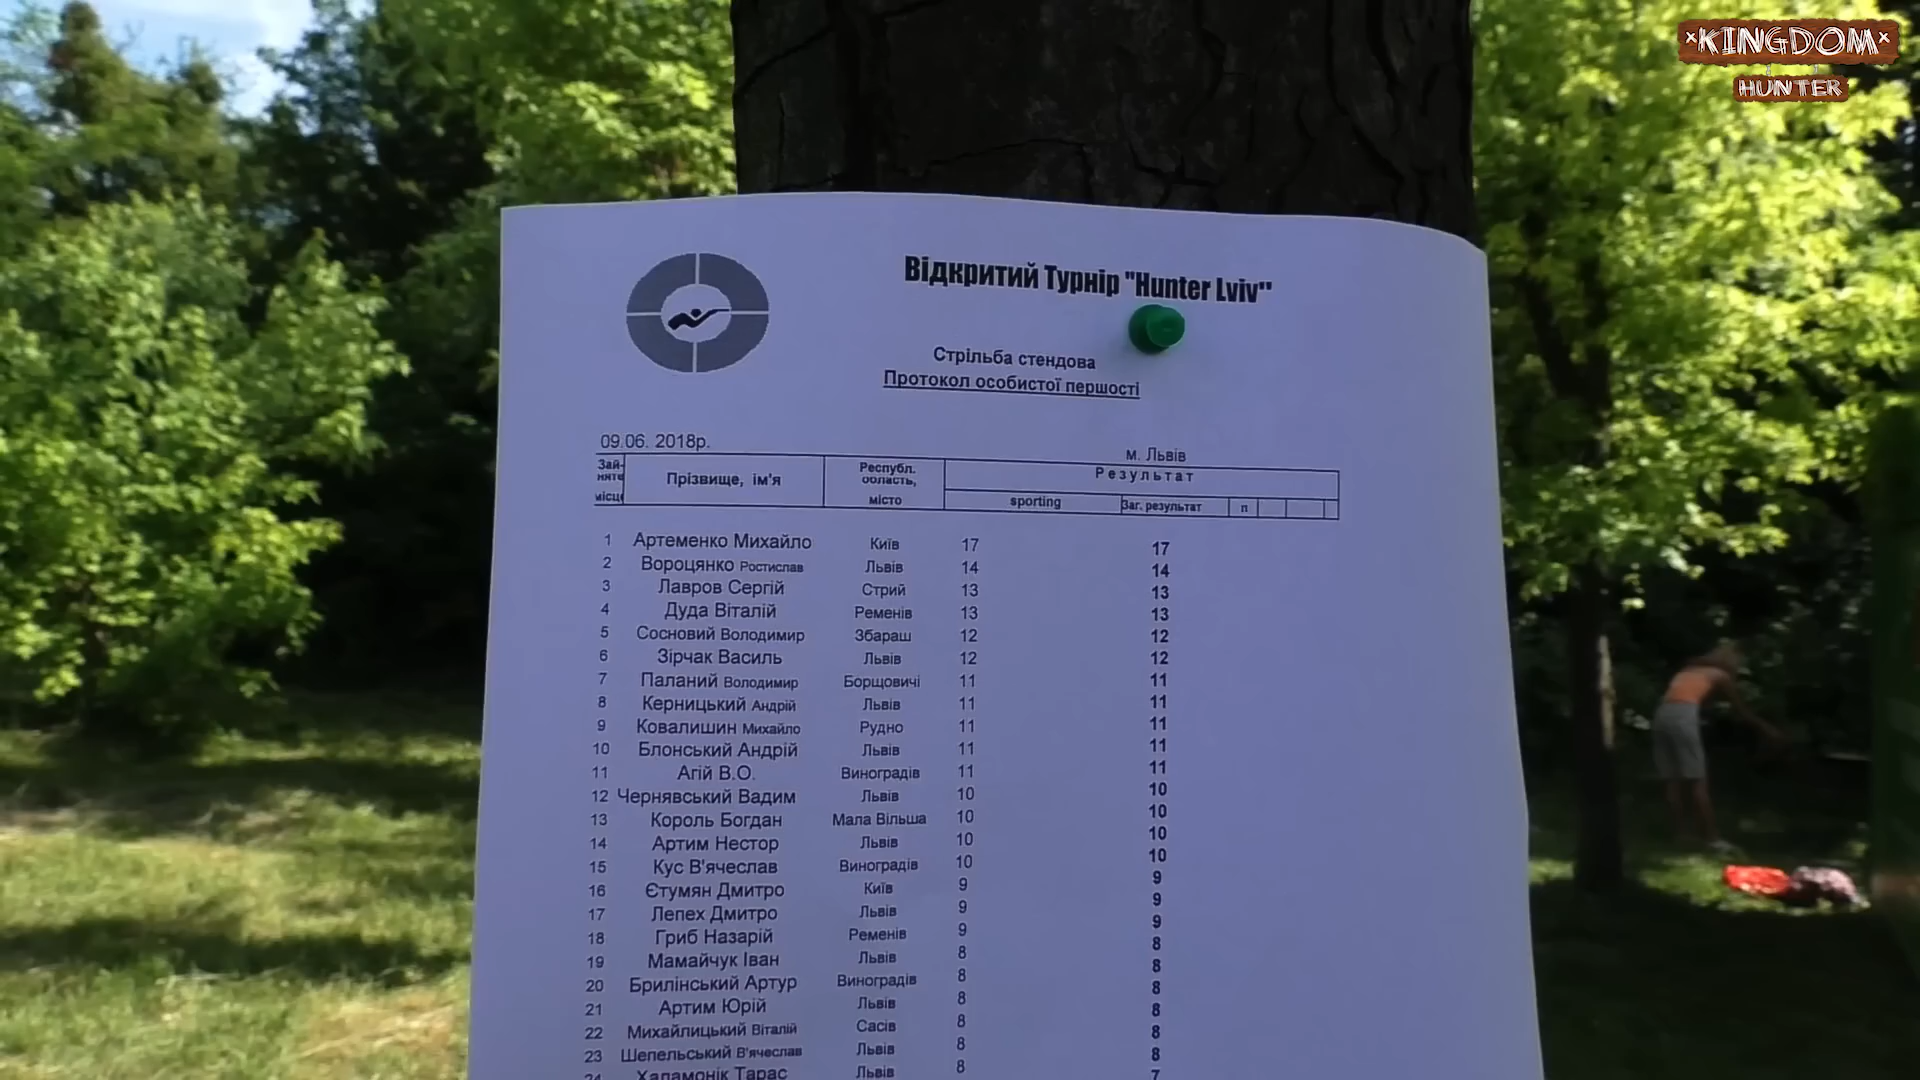 *KINGDOM*
HUNTER
Відкритий Турнір "Hunter Lviv"
Стрільба стендова
Протокол особистої першості
09.06. 2018р.
м. Львів
Зай-няте місце Прізвище, ім'я Республ. область, місто Результат
sporting Заг. результат п
1 Артеменко Михайло Київ 17 17
2 Вороцянко Ростислав Львів 14 14
3 Лавров Сергій Стрий 13 13
4 Дуда Віталій Ременів 13 13
5 Сосновий Володимир Збараш 12 12
6 Зірчак Василь Львів 12 12
7 Паланий Володимир Борщовичі 11 11
8 Керницький Андрій Львів 11 11
9 Ковалишин Михайло Рудно 11 11
10 Блонський Андрій Львів 11 11
11 Агій В.О. Виноградів 11 11
12 Чернявський Вадим Львів 10 10
13 Король Богдан Мала Вільша 10 10
14 Артим Нестор Львів 10 10
15 Кус В'ячеслав Виноградів 10 10
16 Єтумян Дмитро Київ 9 9
17 Лепех Дмитро Львів 9 9
18 Гриб Назарій Ременів 9 9
19 Мамайчук Іван Львів 8 8
20 Брилінський Артур Виноградів 8 8
21 Артим Юрій Львів 8 8
22 Михайлицький Віталій Сасів 8 8
23 Шепельський В'ячеслав Львів 8 8
24 Халамонік Тарас Львів 8 7